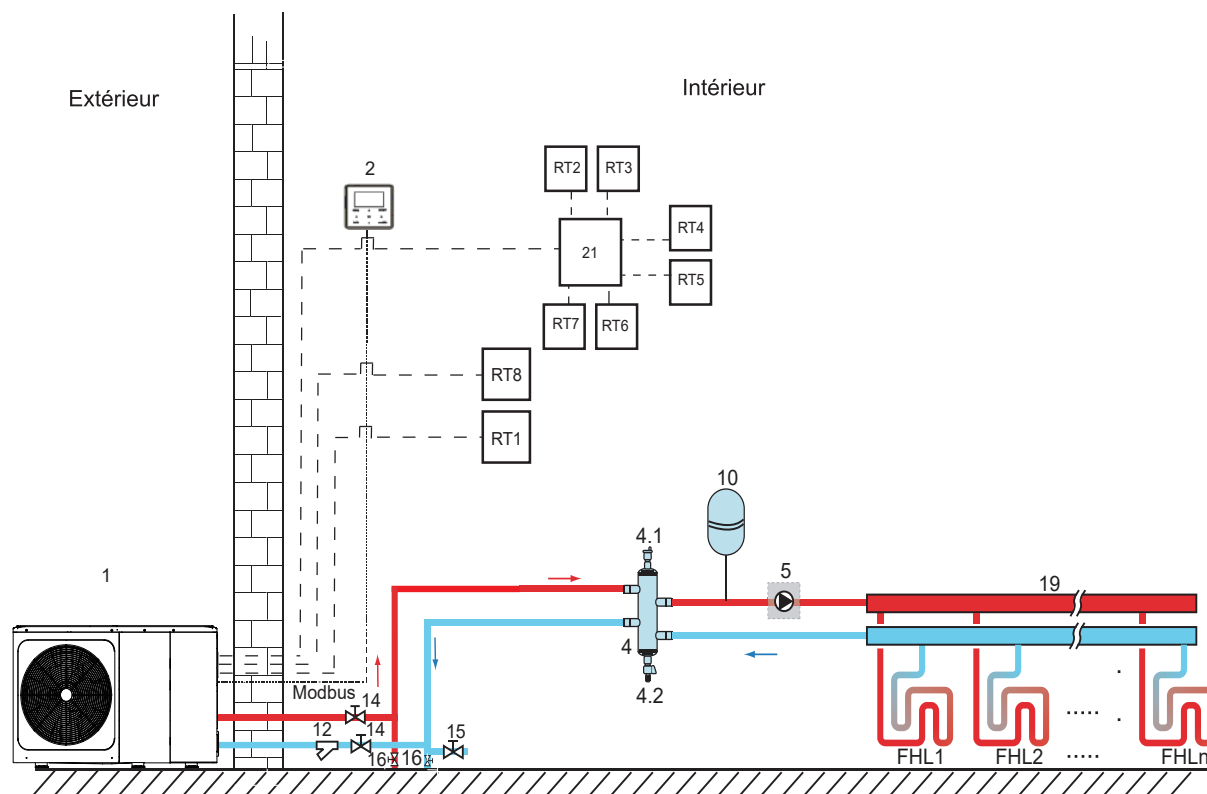 Extérieur
Intérieur
2
RT2
RT3
RT4
21
RT5
RT7
RT6
RT8
RT1
10
4.1
1
5
19
4
4.2
Modbus
14
12
14
15
16
16
FHL1
FHL2
.....
FHLn